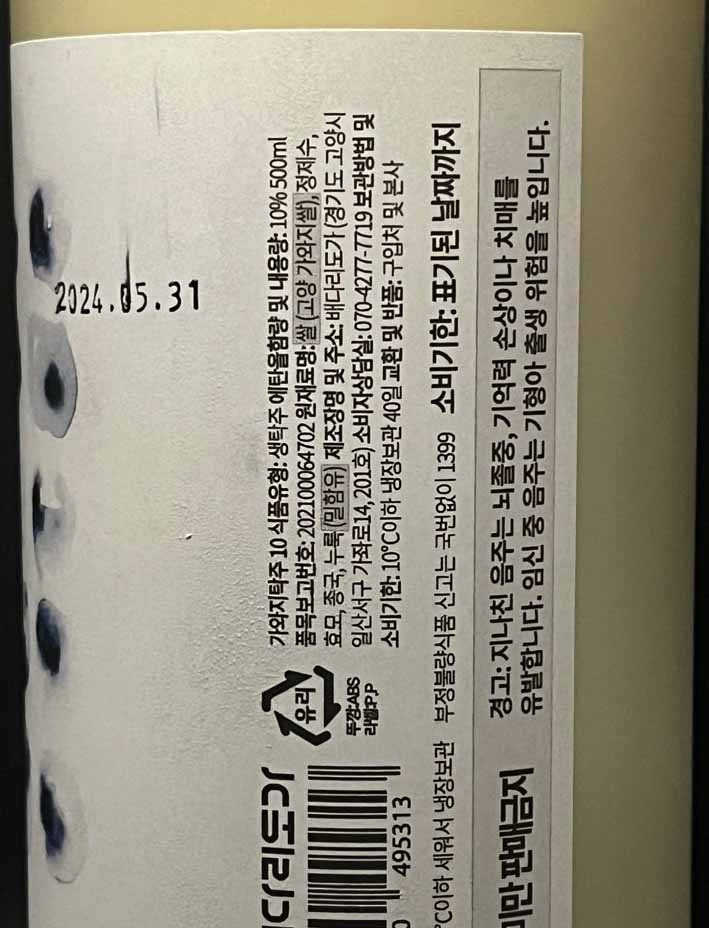 2024.05.31
가와지탁주 10 식품유형: 생탁주 에탄올함량 및 내용량: 10% 500ml
품목보고번호: 202100064702 원재료명: 쌀 (고양 가와지쌀), 정제수,
효모, 종국, 누룩 (밀함유) 제조장명 및 주소: 배다리도가 (경기도 고양시
일산서구 가좌로14, 201호) 소비자상담실: 070-4277-7719 보관방법 및
소비기한: 10°C이하 냉장보관 40일 교환 및 반품: 구입처 및 본사
부정불량식품 신고는 국번없이 1399 소비기한: 표기된 날짜까지
경고: 지나친 음주는 뇌졸중, 기억력 손상이나 치매를
유발합니다. 임신 중 음주는 기형아 출생 위험을 높입니다.
유리
뚜껑:ABS
라벨:P.P
다리도가
495313
°C이하 세워서 냉장보관
미만 판매금지